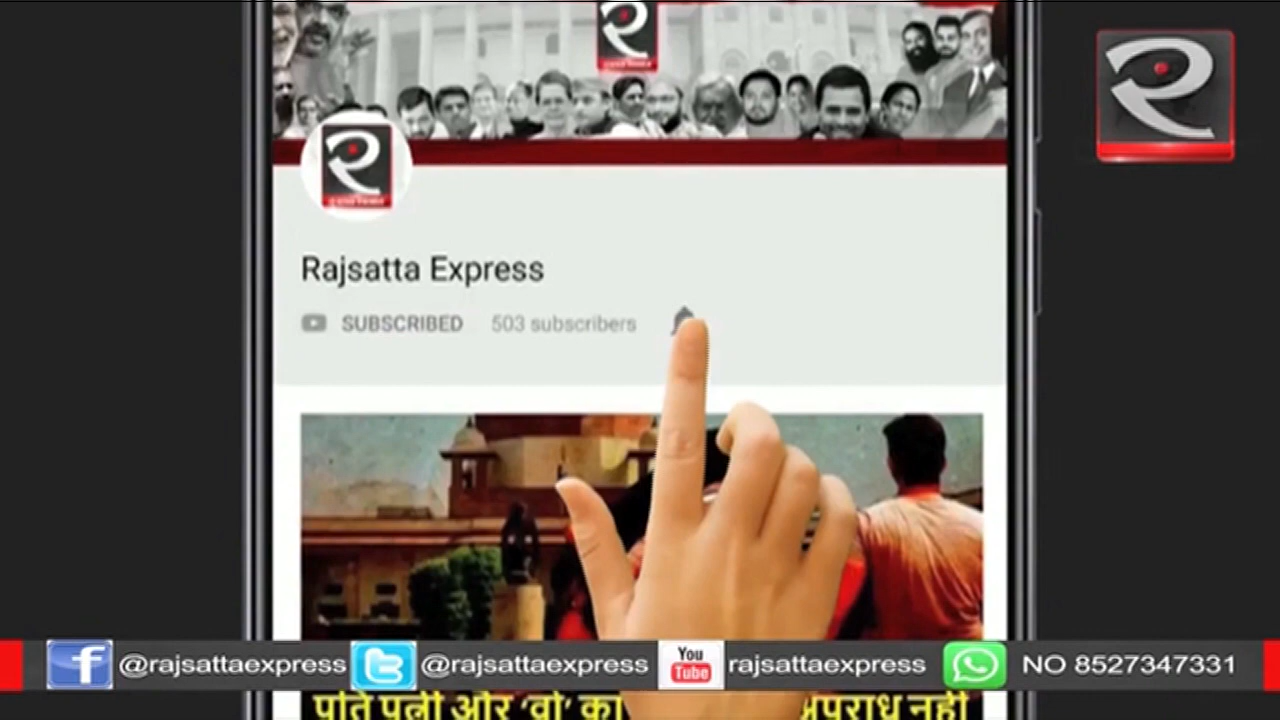 Rajsatta Express
SUBSCRIBED 503 subscribers
f @rajsattaexpress @rajsattaexpress You Tube rajsattaexpress NO 8527347331
पति पत्नी और ‘वो’ का अपराध नहीं